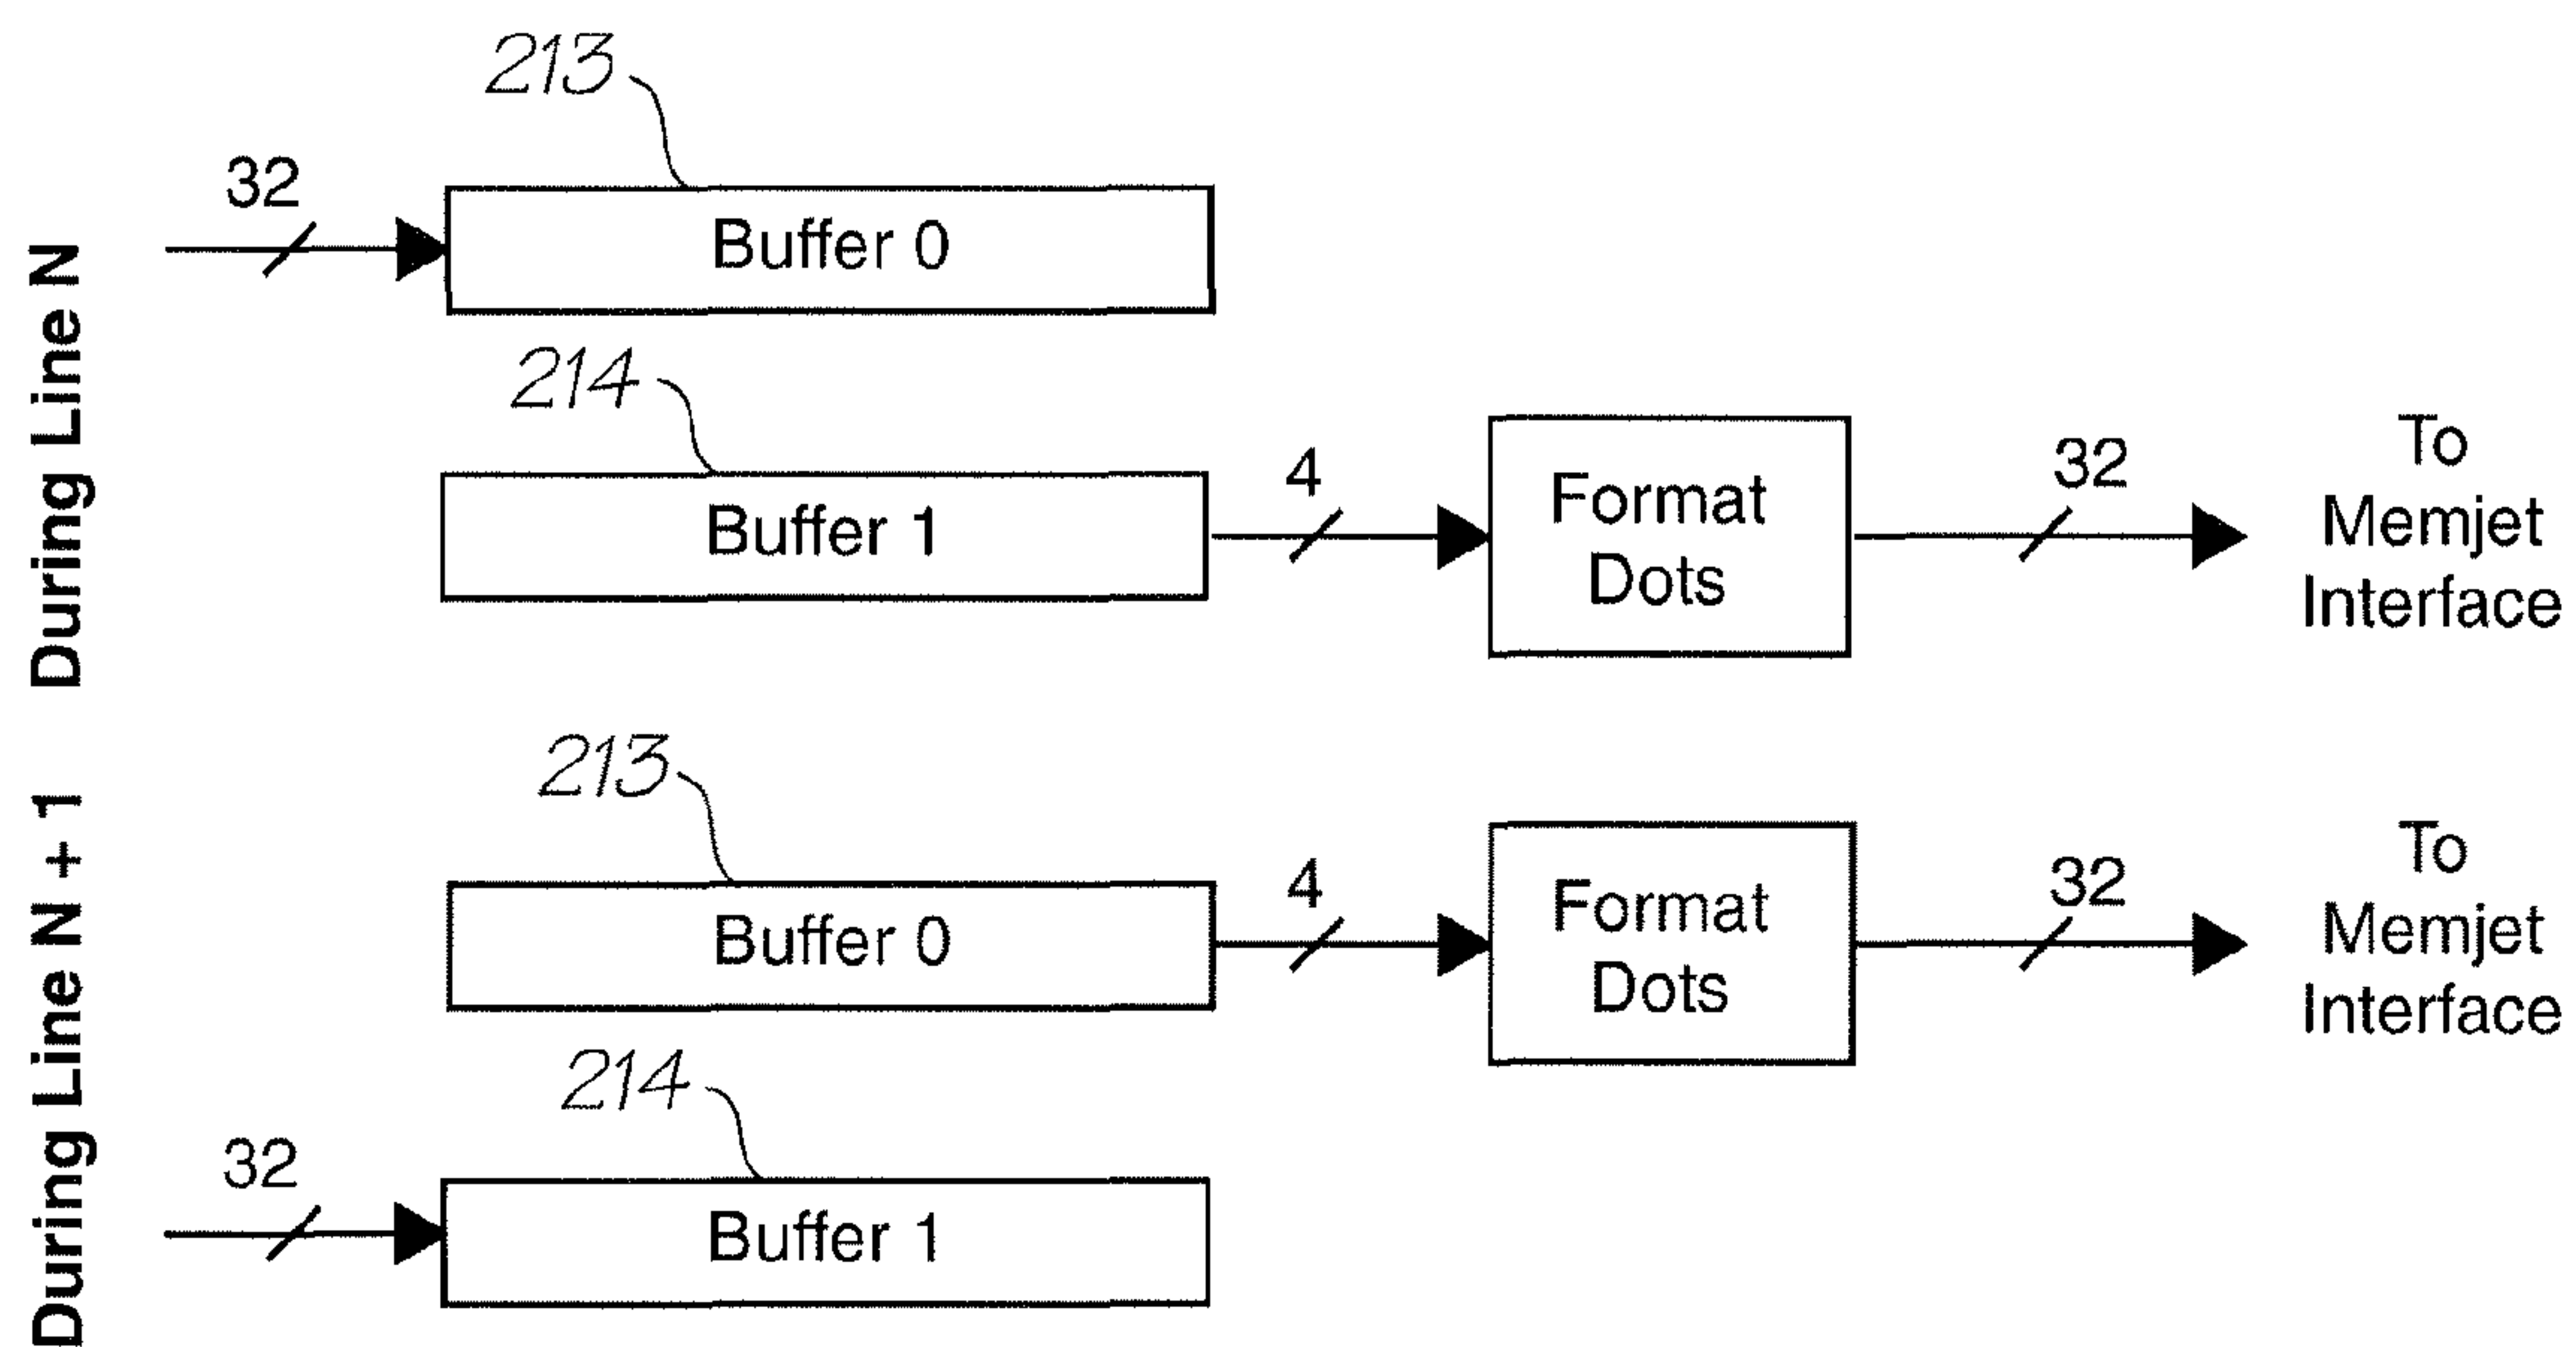 During Line N
213
32
Buffer 0
214
Buffer 1
4
Format
Dots
32
To
Memjet
Interface
During Line N + 1
213
Buffer 0
4
Format
Dots
32
To
Memjet
Interface
214
32
Buffer 1